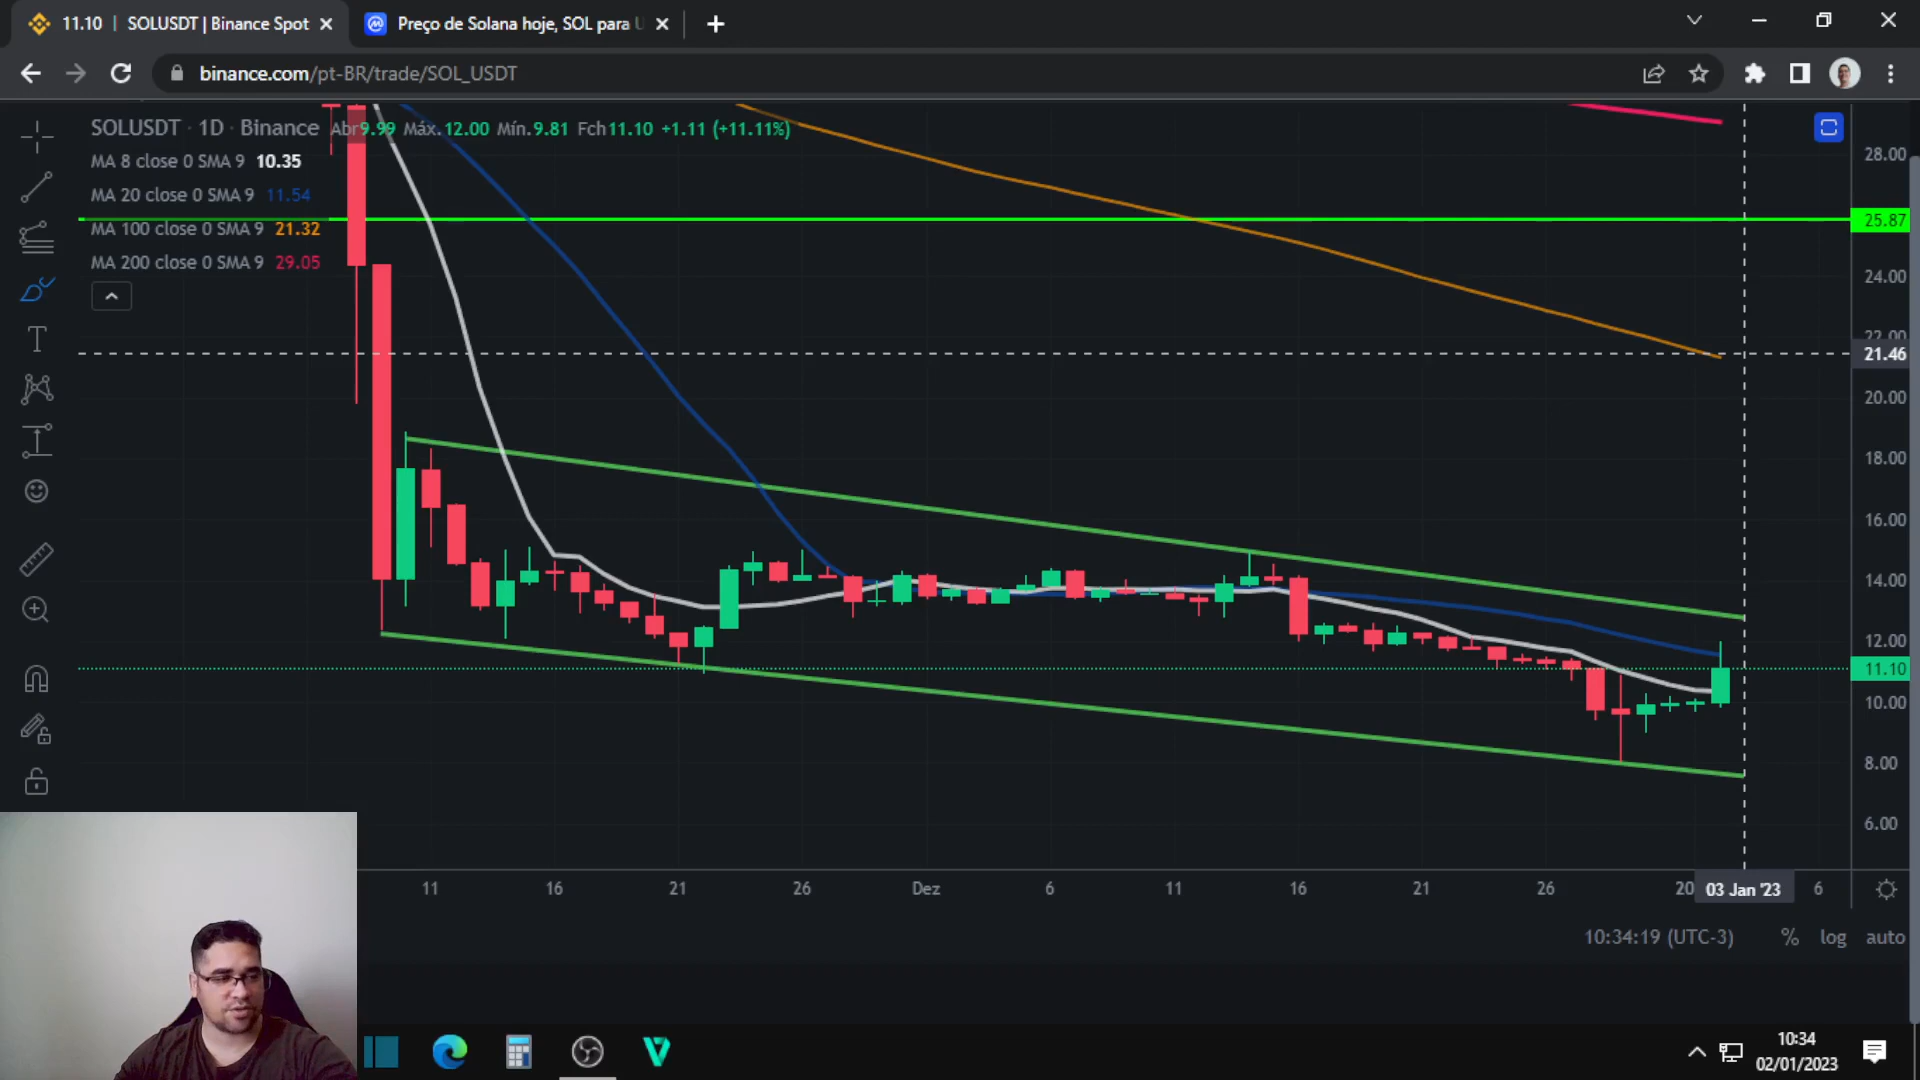 11.10 | SOLUSDT | Binance Spot
Preço de Solana hoje, SOL para U
binance.com/pt-BR/trade/SOL_USDT
SOLUSDT · 1D · Binance Abr9.99 Máx.12.00 Mín.9.81 Fch11.10 +1.11 (+11.11%)
MA 8 close 0 SMA 9 10.35
MA 20 close 0 SMA 9 11.54
MA 100 close 0 SMA 9 21.32
MA 200 close 0 SMA 9 29.05
28.00
25.87
24.00
22.00
21.46
20.00
18.00
16.00
14.00
12.00
11.10
10.00
8.00
6.00
11 16 21 26 Dez 6 11 16 21 26 20 03 Jan '23 6
10:34:19 (UTC-3) % log auto
10:34
02/01/2023